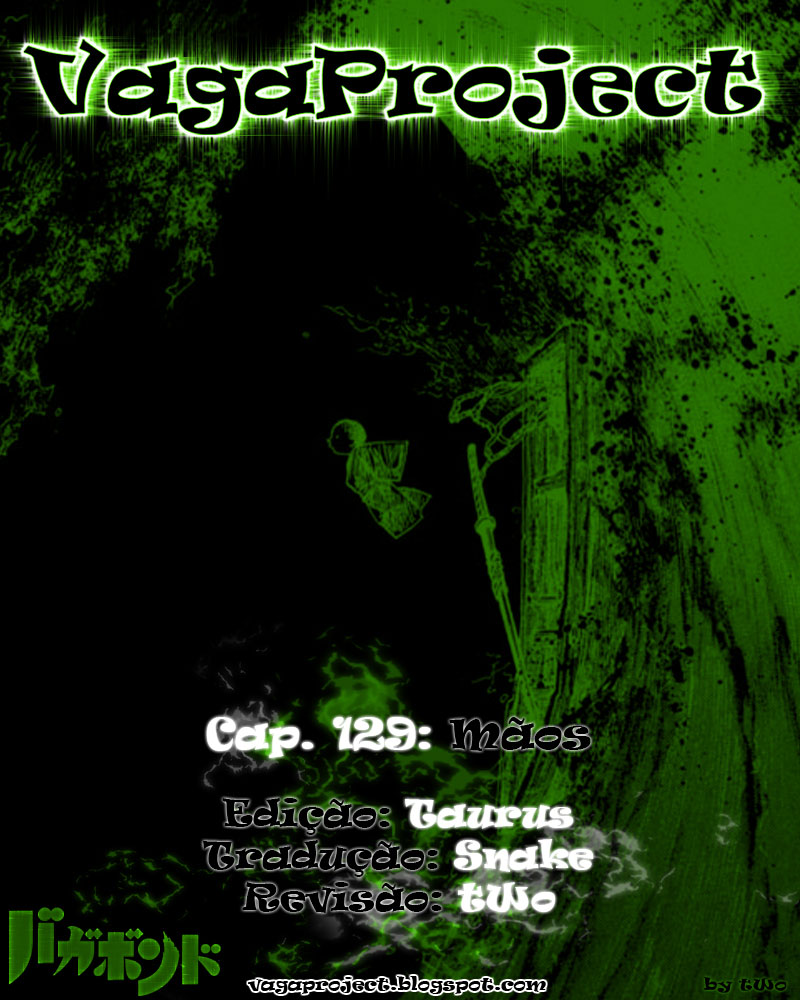 VagaProject
Cap. 129: Mãos
Edição: Taurus
Tradução: Snake
Revisão: tWo
バガボンド
vagaproject.blogspot.com
by tWo